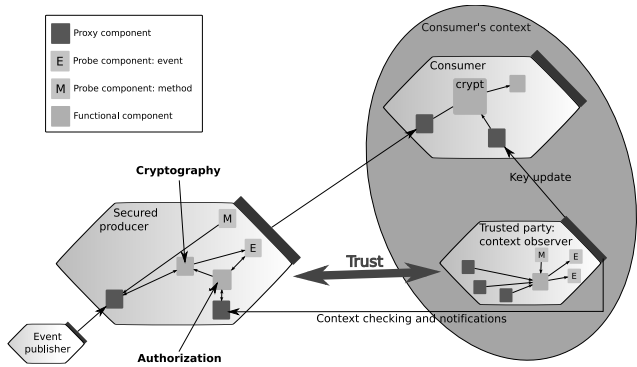 Proxy component
E
Probe component: event
M
Probe component: method
Functional component
Consumer's context
Consumer
crypt
Key update
Cryptography
Secured
producer
M
E
Trusted party:
context observer
M
E
E
Trust
Context checking and notifications
Event
publisher
Authorization